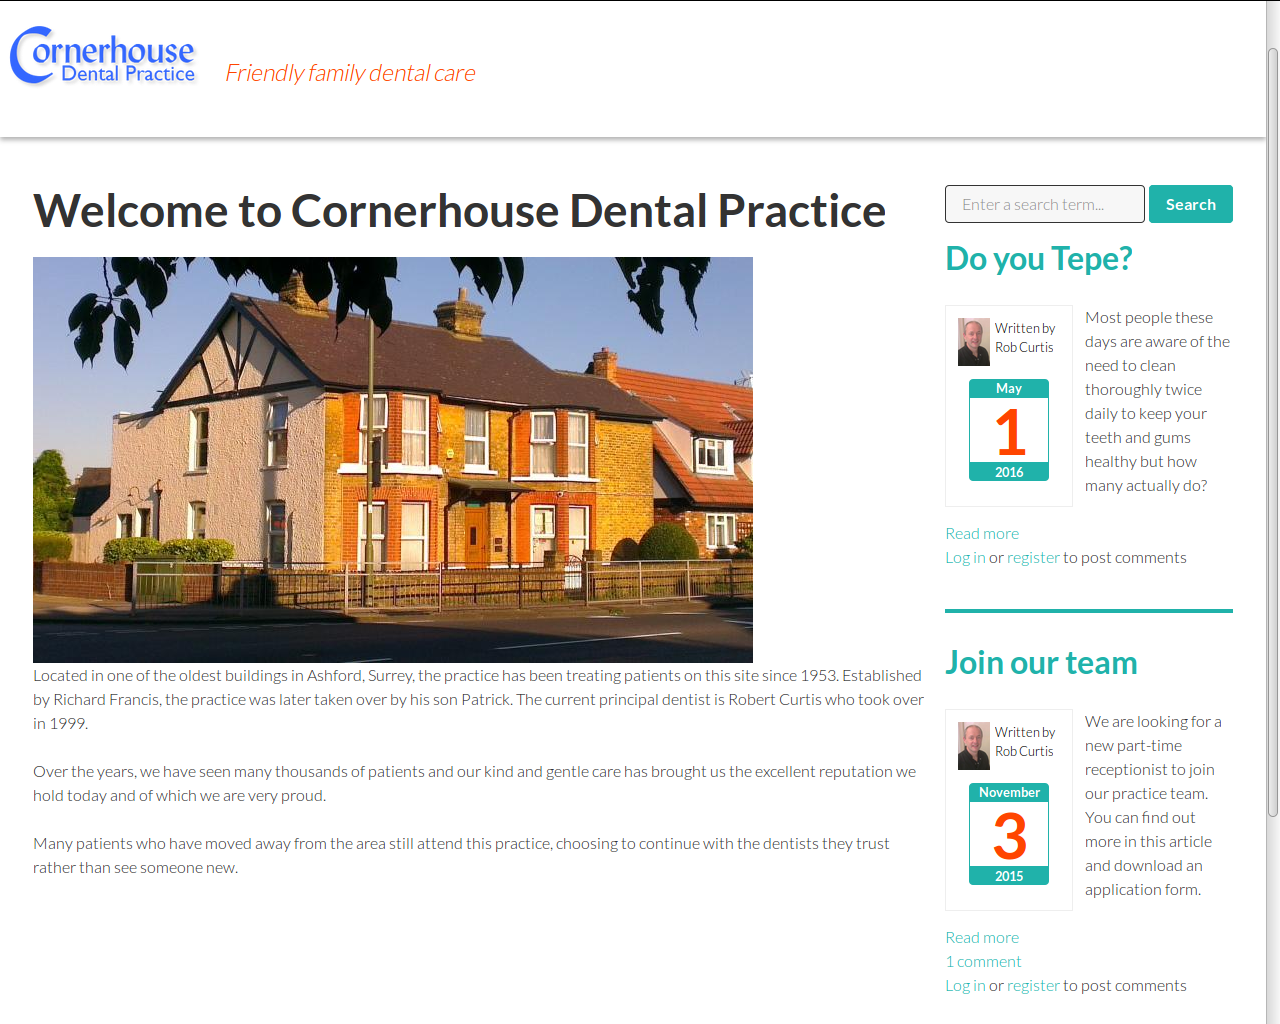 Cornerhouse
Dental Practice
Friendly family dental care
Welcome to Cornerhouse Dental Practice
Located in one of the oldest buildings in Ashford, Surrey, the practice has been treating patients on this site since 1953. Established
by Richard Francis, the practice was later taken over by his son Patrick. The current principal dentist is Robert Curtis who took over
in 1999.
Over the years, we have seen many thousands of patients and our kind and gentle care has brought us the excellent reputation we
hold today and of which we are very proud.
Many patients who have moved away from the area still attend this practice, choosing to continue with the dentists they trust
rather than see someone new.
Enter a search term...
Search
Do you Tepe?
Written by
Rob Curtis
May
1
2016
Most people these
days are aware of the
need to clean
thoroughly twice
daily to keep your
teeth and gums
healthy but how
many actually do?
Read more
Log in or register to post comments
Join our team
Written by
Rob Curtis
November
3
2015
We are looking for a
new part-time
receptionist to join
our practice team.
You can find out
more in this article
and download an
application form.
Read more
1 comment
Log in or register to post comments